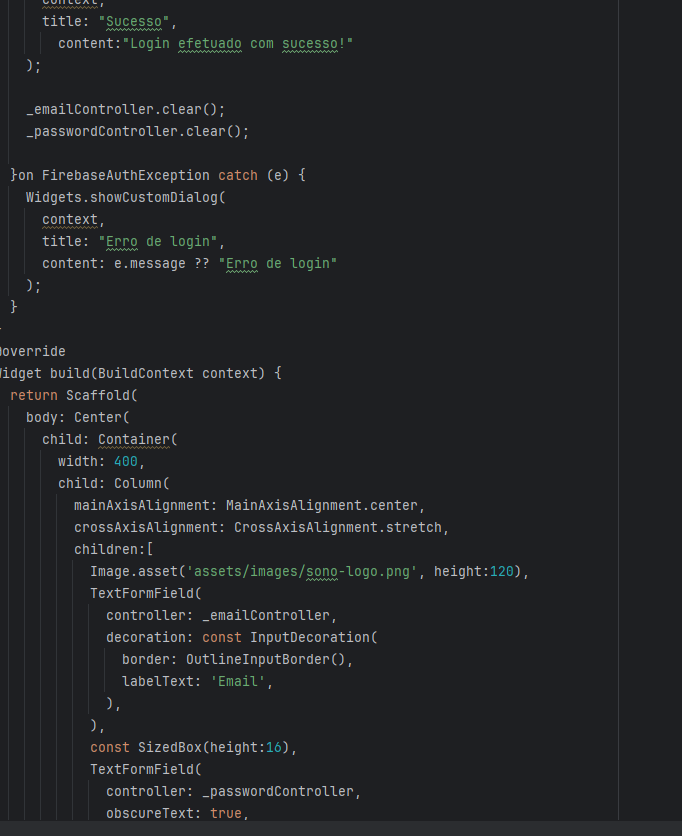 context,
title: "Sucesso",
content:"Login efetuado com sucesso!"
);
_emailController.clear();
_passwordController.clear();
}on FirebaseAuthException catch (e) {
Widgets.showCustomDialog(
context,
title: "Erro de login",
content: e.message ?? "Erro de login"
);
}
override
Widget build(BuildContext context) {
return Scaffold(
body: Center(
child: Container(
width: 400,
child: Column(
mainAxisAlignment: MainAxisAlignment.center,
crossAxisAlignment: CrossAxisAlignment.stretch,
children:[
Image.asset('assets/images/sono-logo.png', height:120),
TextFormField(
controller: _emailController,
decoration: const InputDecoration(
border: OutlineInputBorder(),
labelText: 'Email',
),
),
const SizedBox(height:16),
TextFormField(
controller: _passwordController,
obscureText: true,